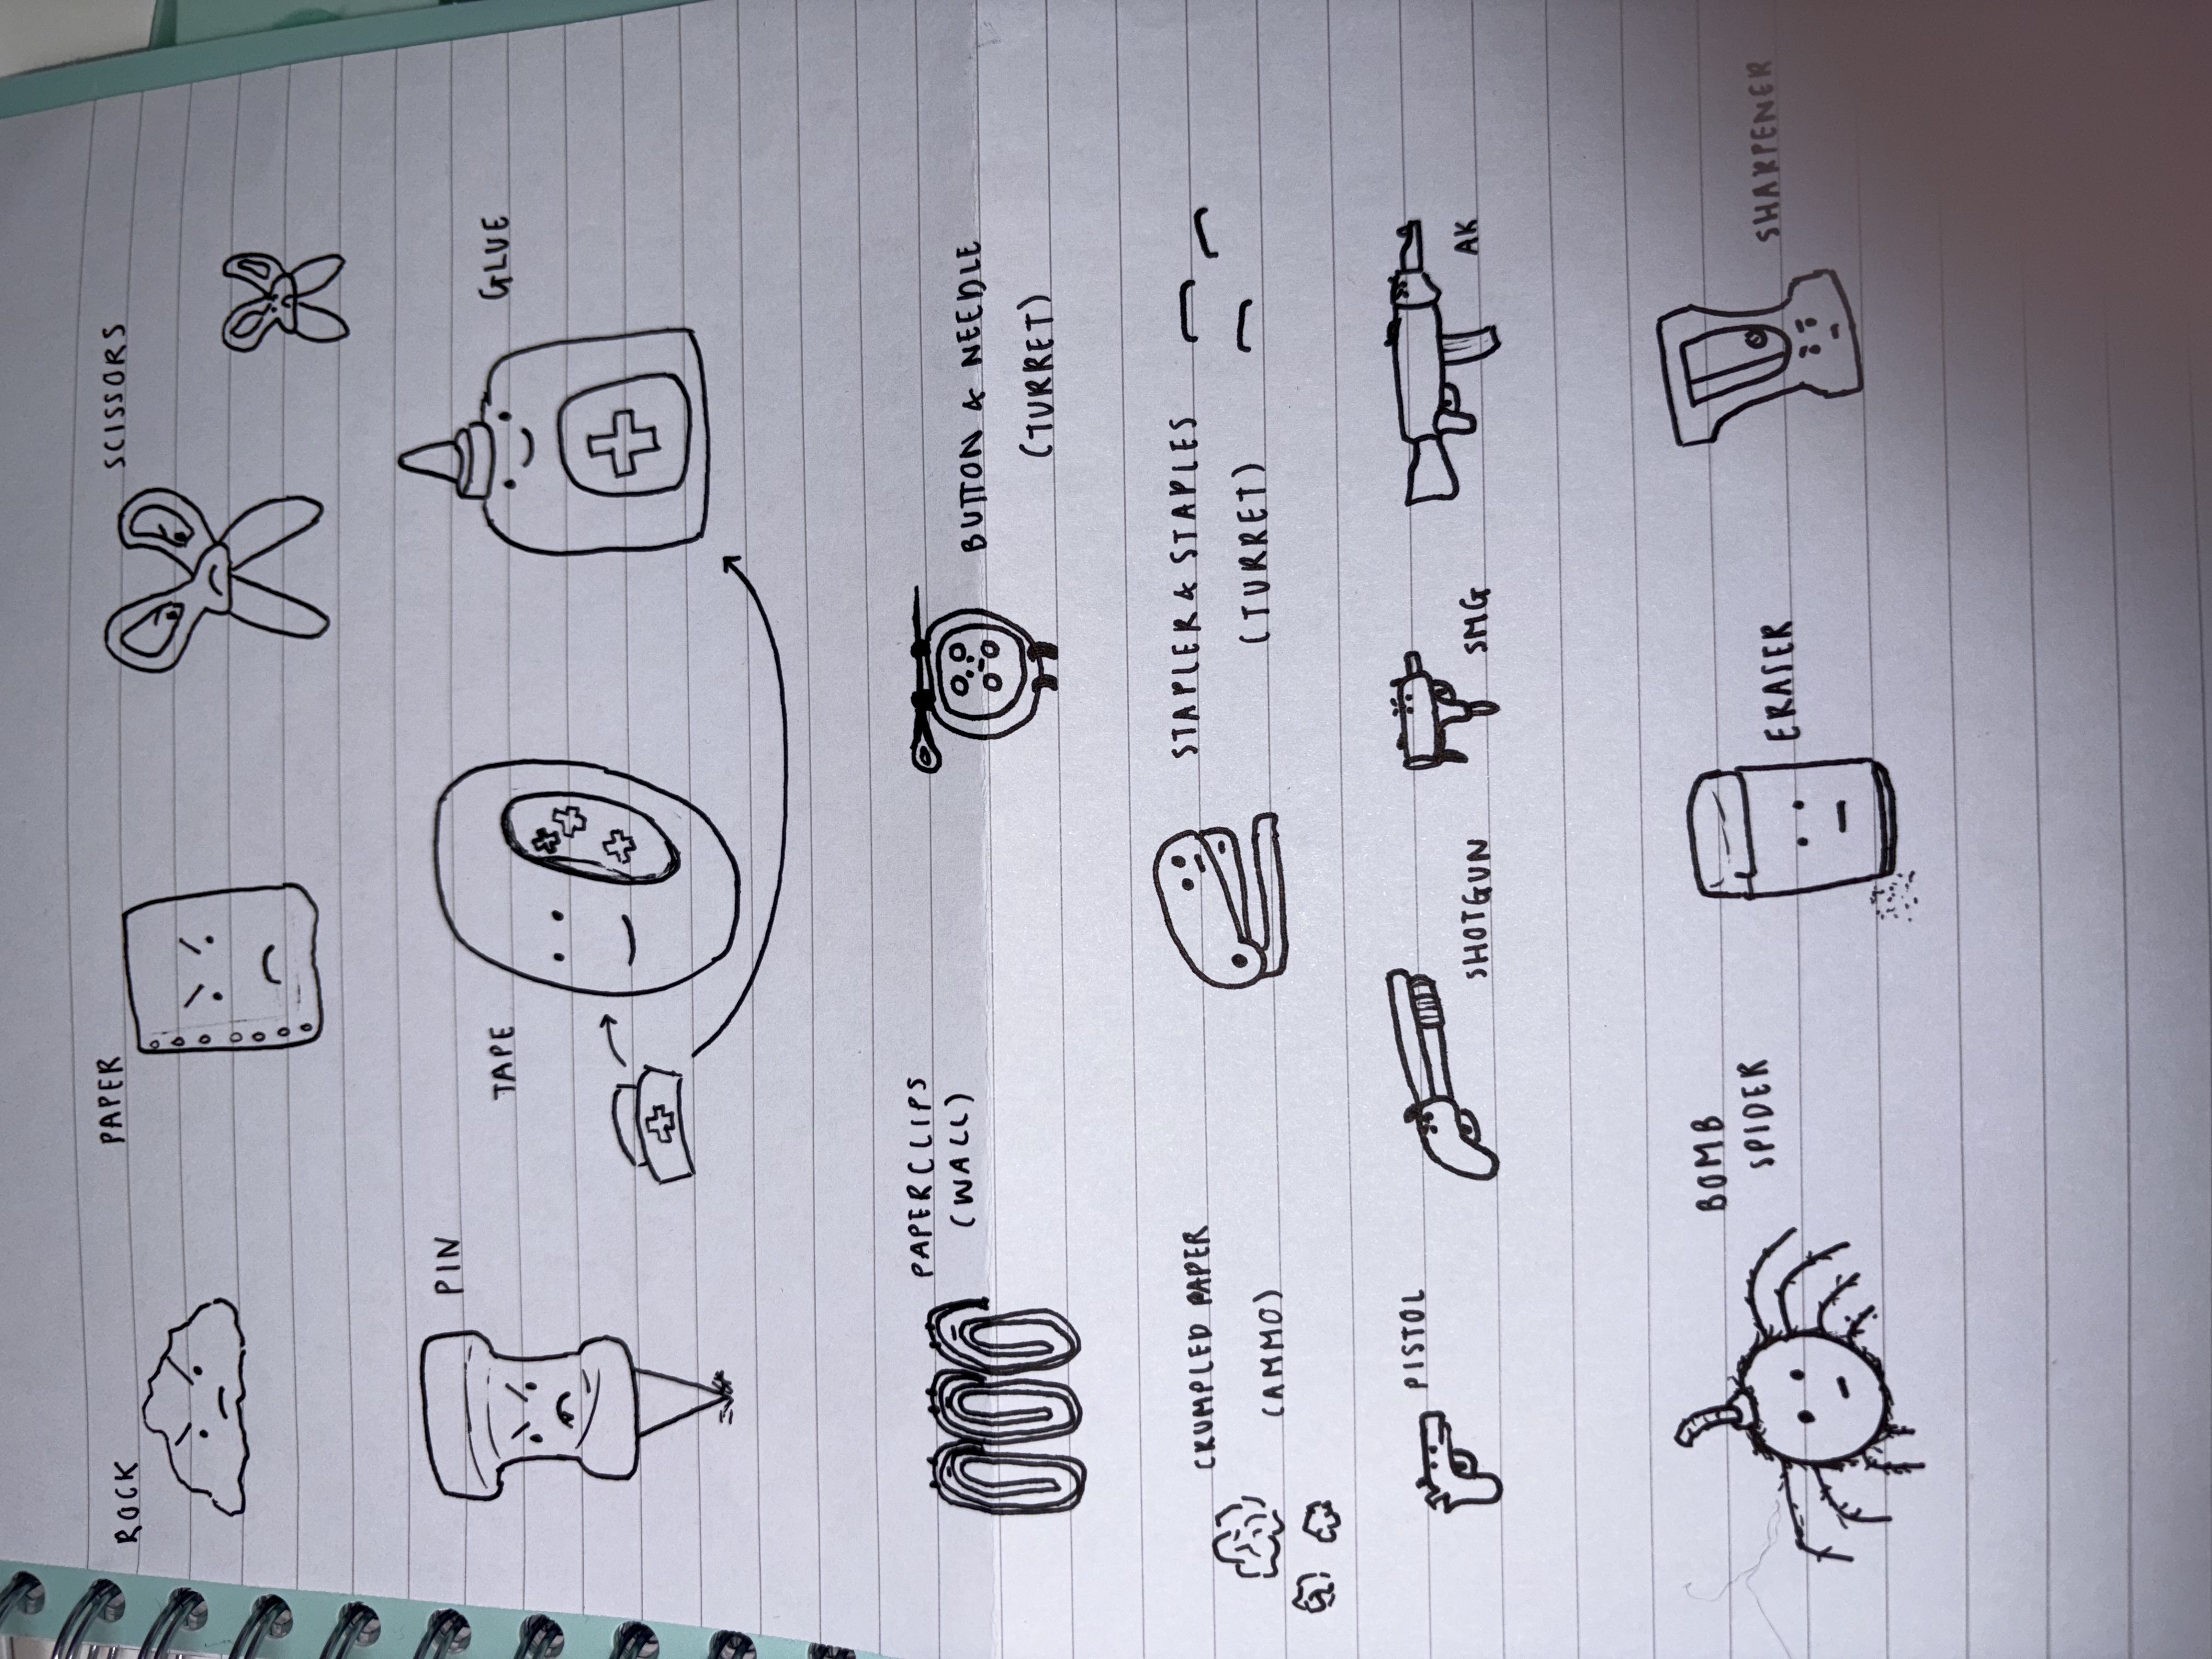 ROCK
PAPER
SCISSORS
PIN
TAPE
GLUE
PAPERCLIPS
(WALL)
BUTTON & NEEDLE
(TURRET)
CRUMPLED PAPER
(AMMO)
STAPLER & STAPLES
(TURRET)
PISTOL
SHOTGUN
SMG
AK
BOMB
SPIDER
ERASER
SHARPENER